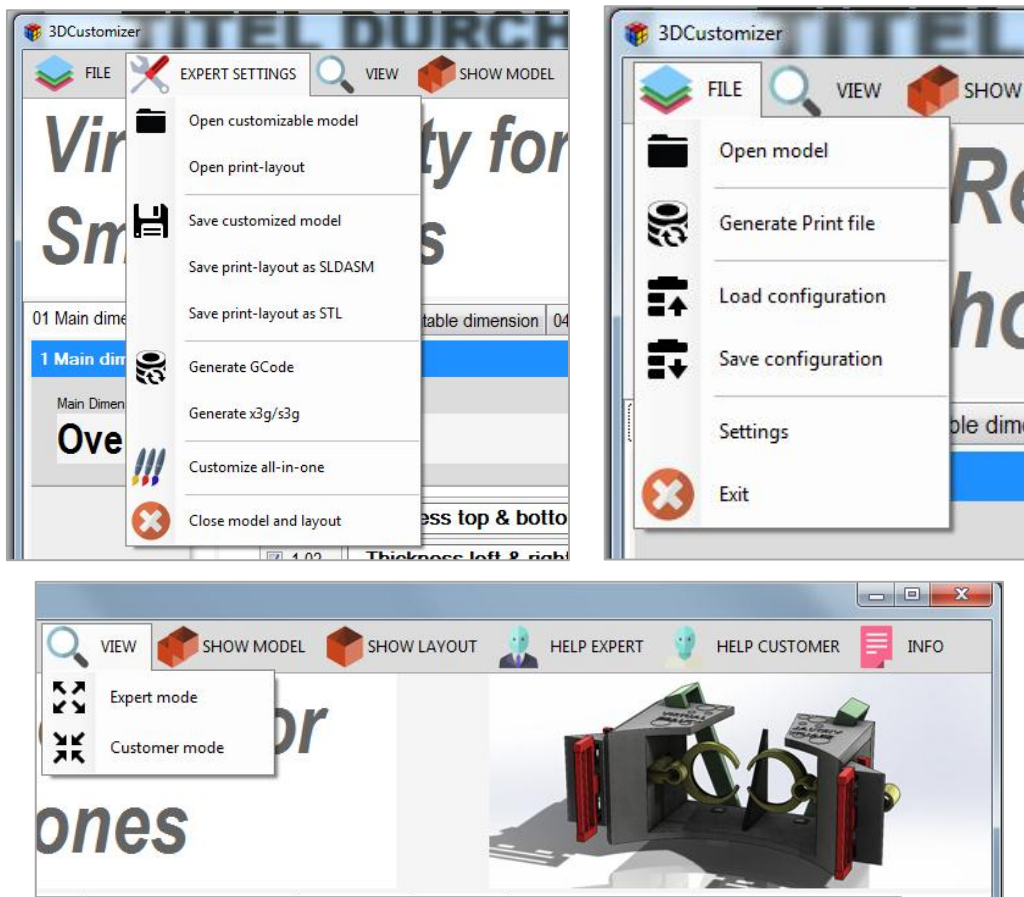 TITEL DURCH
3DCustomizer
FILE EXPERT SETTINGS VIEW SHOW MODEL
Open customizable model
Open print-layout
Save customized model
Save print-layout as SLDASM
Save print-layout as STL
Generate GCode
Generate x3g/s3g
Customize all-in-one
Close model and layout
Vir ty for
Sm s
01 Main dime table dimension 04
1 Main dim
Main Dimen
Ove
ess top & botto
1.02 Thickness left & right
TITEL
3DCustomizer
FILE VIEW SHOW
Open model
Generate Print file
Load configuration
Save configuration
Settings
Exit
Re
ho
ble dime
VIEW SHOW MODEL SHOW LAYOUT HELP EXPERT HELP CUSTOMER INFO
Expert mode
Customer mode
or
ones
VIRTUAL